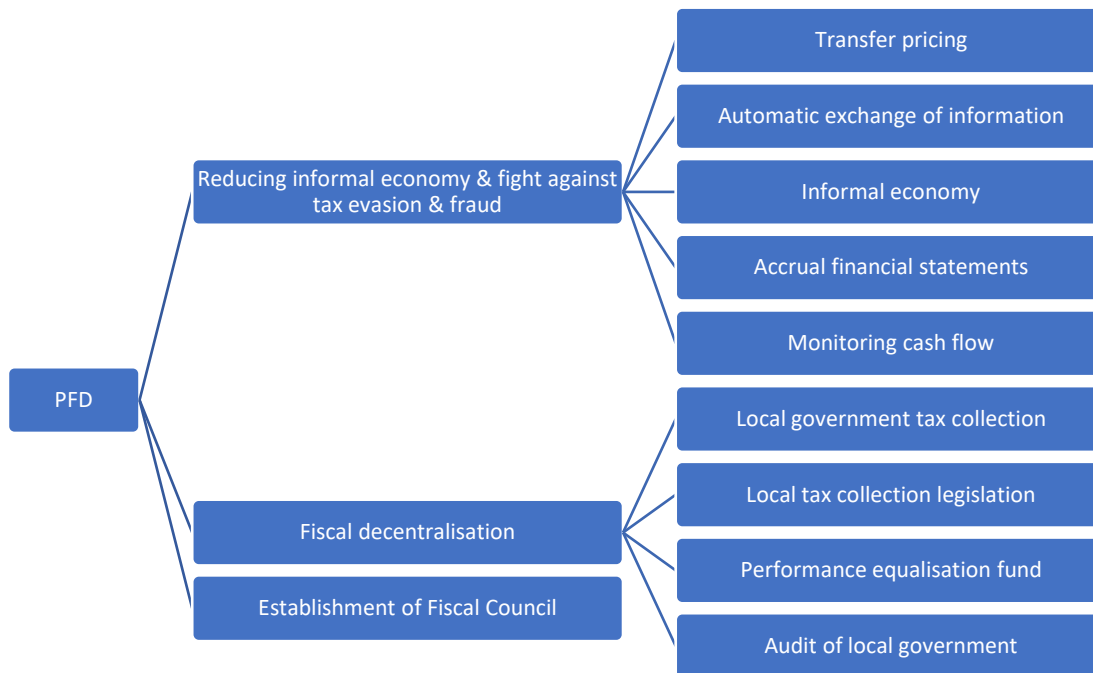 PFD
Reducing informal economy & fight against
tax evasion & fraud
Transfer pricing
Automatic exchange of information
Informal economy
Accrual financial statements
Monitoring cash flow
Fiscal decentralisation
Local government tax collection
Local tax collection legislation
Performance equalisation fund
Audit of local government
Establishment of Fiscal Council